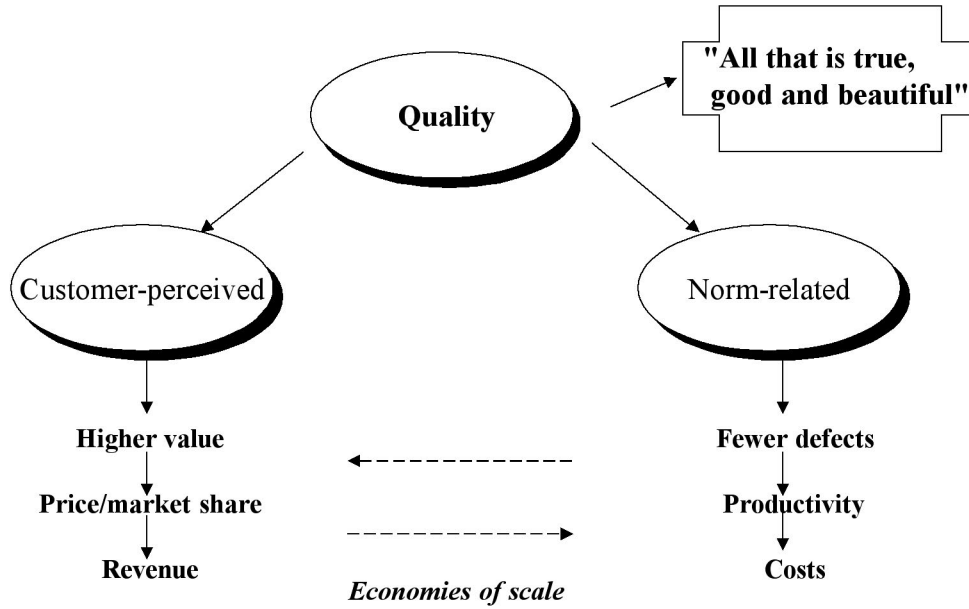 "All that is true,
good and beautiful"
Quality
Customer-perceived
Norm-related
Higher value
Fewer defects
Price/market share
Productivity
Revenue
Costs
Economies of scale